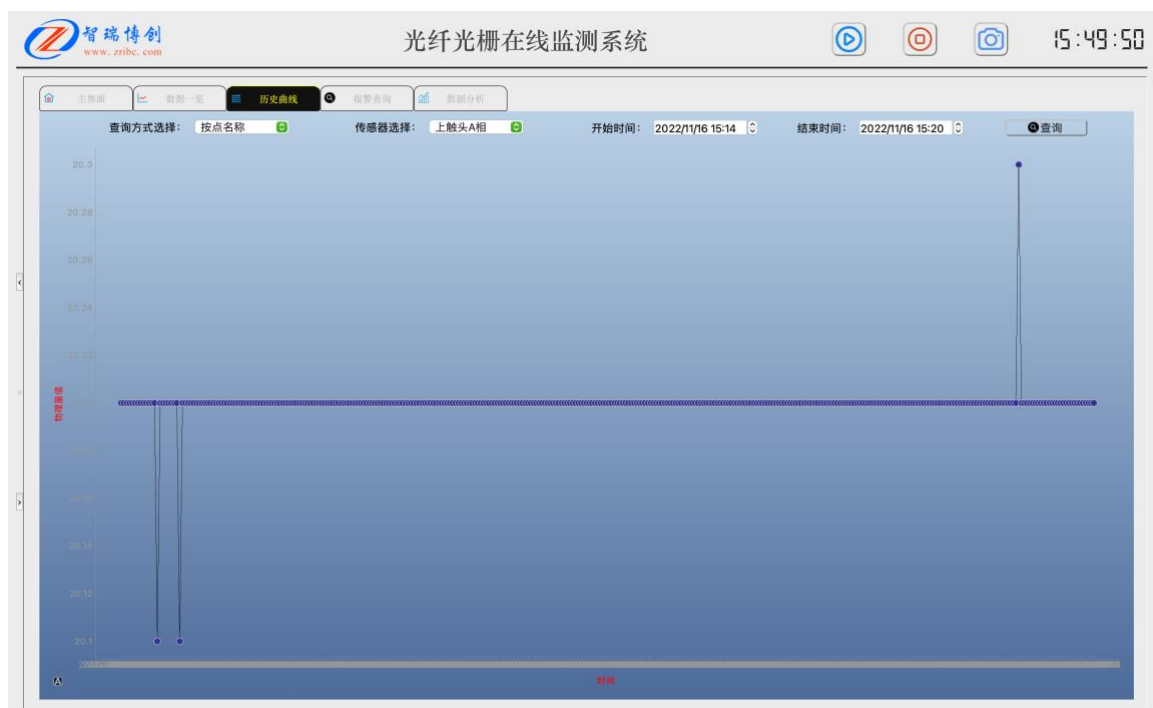 智瑞博创
www. zribc. com
光纤光栅在线监测系统
15:49:50
主界面
数据一览
历史曲线
报警查询
数据分析
查询方式选择：
按点名称
传感器选择：
上触头A相
开始时间：
2022/11/16 15:14
结束时间：
2022/11/16 15:20
查询
20.3
20.28
20.26
20.24
物理量值
20.14
20.12
20.1
A
时间